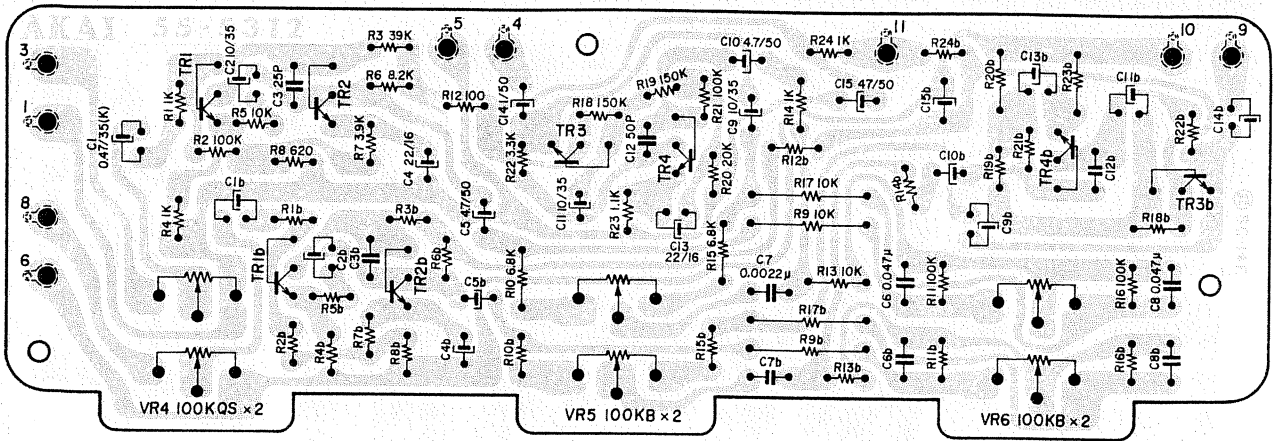 AKAI 5S-5312
3
1
8
6
5
4
11
10
9
TR1
R1 1K
C2 10/35
C3 25P
TR2
R3 39K
R6 8.2K
R5 10K
R7 3.9K
C1
0.47/35(K)
R2 100K
R8 620
C4 22/16
R12 100
C14 1/50
R22 3.3K
C5 47/50
R4 1K
C1b
R1b
R3b
TR1b
C2b
C3b
TR2b
R6b
R5b
C5b
R10 6.8K
R2b
R4b
R7b
R8b
C4b
R10b
VR4 100KQS×2
R18 150K
TR3
R19 150K
C12 50P
TR4
C11 10/35
R23 1.1K
C13
22/16
R21 100K
R20 20K
R15 6.8K
C10 4.7/50
C9 10/35
R24 1K
R14 1K
C15 47/50
R12b
R17 10K
R9 10K
C7
0.0022μ
R13 10K
R17b
R9b
C7b
R13b
R15b
VR5 100KB×2
R24b
C15b
C10b
R14b
R20b
C13b
R23b
C11b
R19b
R21b
TR4b
C12b
C9b
R22b
C14b
TR3b
R18b
C6 0.047μ
R11 100K
C6b
R11b
R16 100K
C8 0.047μ
R16b
C8b
VR6 100KB×2